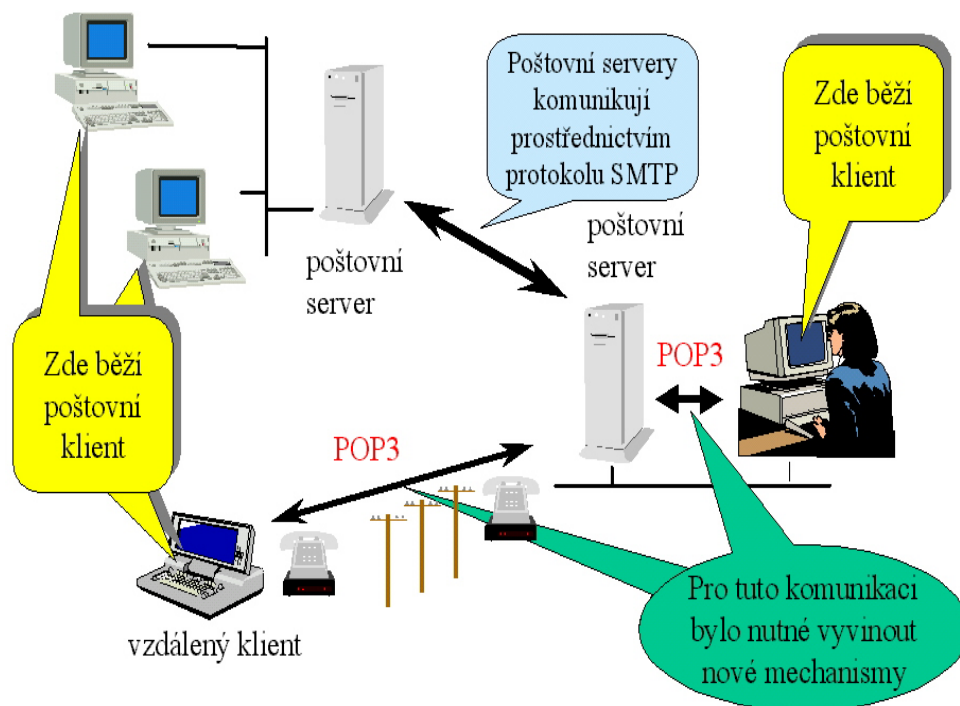 Poštovní servery
komunikují
prostřednictvím
protokolu SMTP
Zde běží
poštovní
klient
poštovní
server
poštovní
server
Zde běží
poštovní
klient
POP3
POP3
vzdálený klient
Pro tuto komunikaci
bylo nutné vyvinout
nové mechanismy